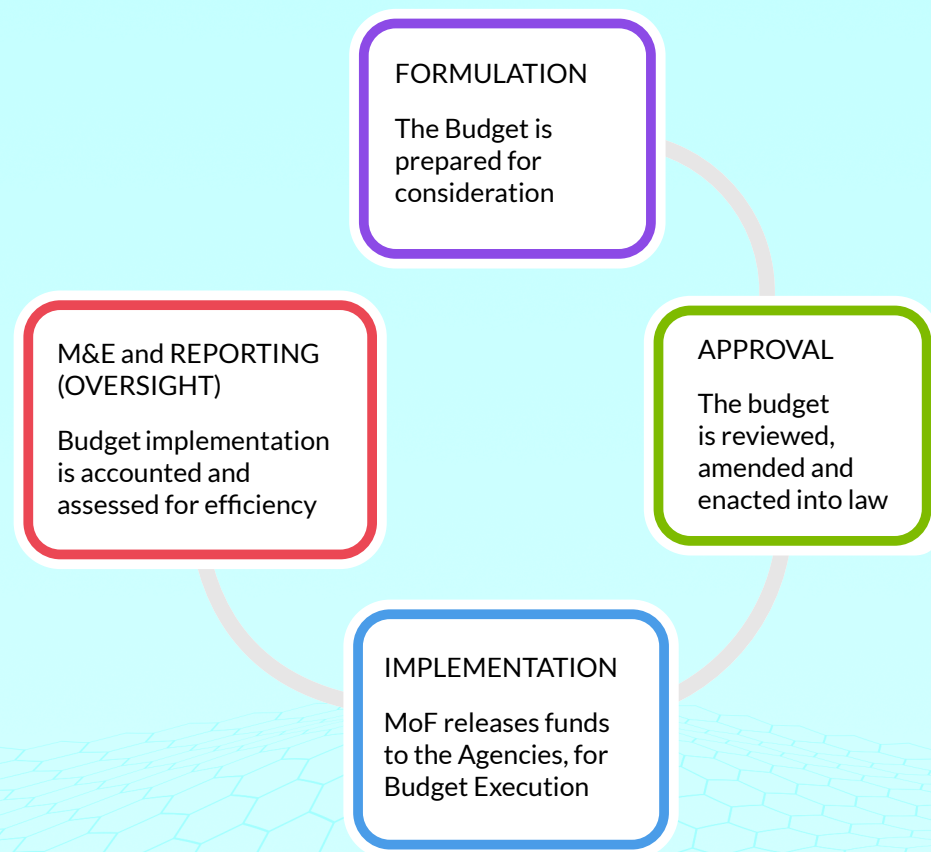 FORMULATION
The Budget is
prepared for
consideration
APPROVAL
The budget
is reviewed,
amended and
enacted into law
IMPLEMENTATION
MoF releases funds
to the Agencies, for
Budget Execution
M&E and REPORTING
(OVERSIGHT)
Budget implementation
is accounted and
assessed for efficiency